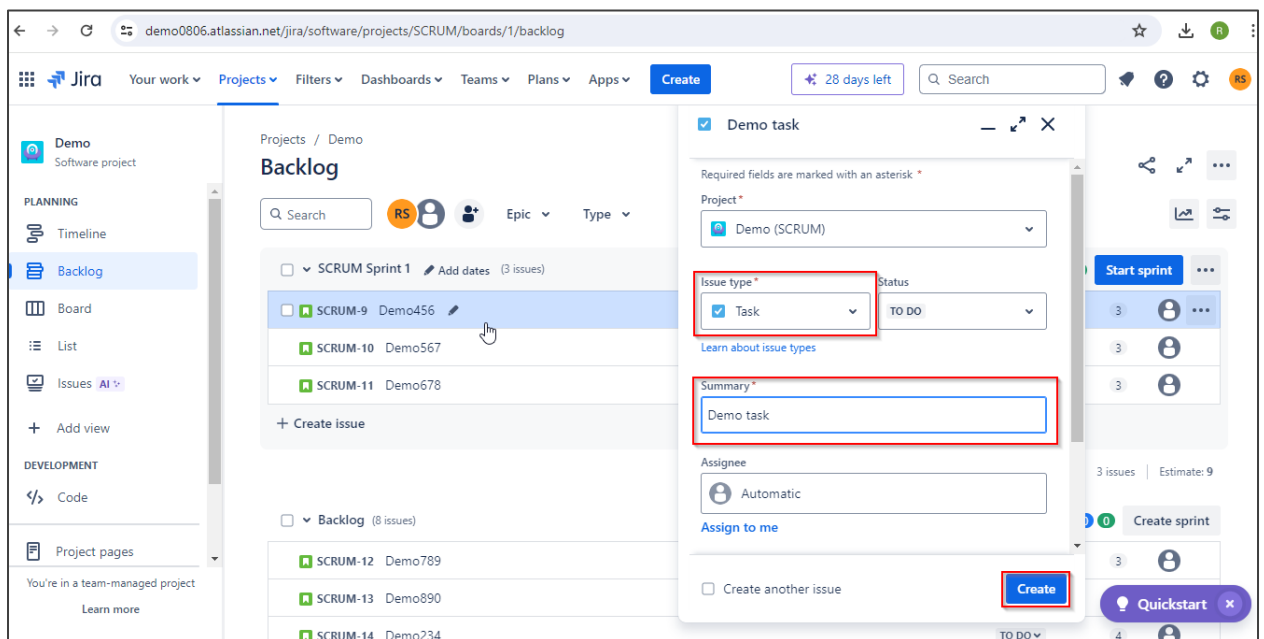 demo0806.atlassian.net/jira/software/projects/SCRUM/boards/1/backlog
R
Jira
Your work
Projects
Filters
Dashboards
Teams
Plans
Apps
Create
28 days left
Search
RS
Demo
Software project
PLANNING
Timeline
Backlog
Board
List
Issues AI
Add view
DEVELOPMENT
Code
Project pages
You're in a team-managed project
Learn more
Projects / Demo
Backlog
Search
RS
Epic
Type
SCRUM Sprint 1 Add dates (3 issues)
Start sprint
SCRUM-9 Demo456
3
SCRUM-10 Demo567
3
SCRUM-11 Demo678
3
+ Create issue
3 issues Estimate: 9
Backlog (8 issues)
0
Create sprint
SCRUM-12 Demo789
3
SCRUM-13 Demo890
SCRUM-14 Demo234
TO DO
4
Demo task
Required fields are marked with an asterisk *
Project *
Demo (SCRUM)
Issue type *
Task
Status
TO DO
Learn about issue types
Summary *
Demo task
Assignee
Automatic
Assign to me
Create another issue
Create
Quickstart